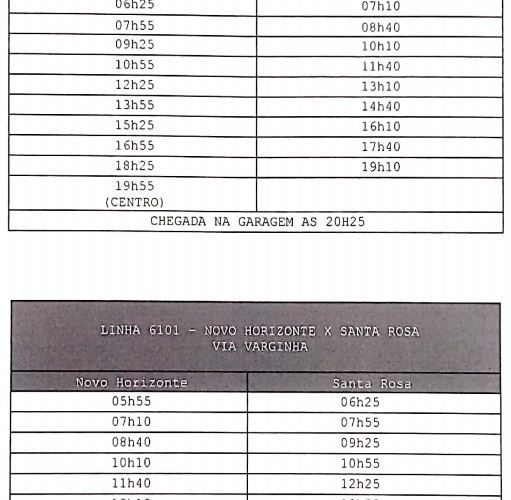 06h25 07h10
07h55 08h40
09h25 10h10
10h55 11h40
12h25 13h10
13h55 14h40
15h25 16h10
16h55 17h40
18h25 19h10
19h55
(CENTRO)
CHEGADA NA GARAGEM AS 20H25
LINHA 6101 - NOVO HORIZONTE X SANTA ROSA
VIA VARGINHA
Novo Horizonte Santa Rosa
05h55 06h25
07h10 07h55
08h40 09h25
10h10 10h55
11h40 12h25